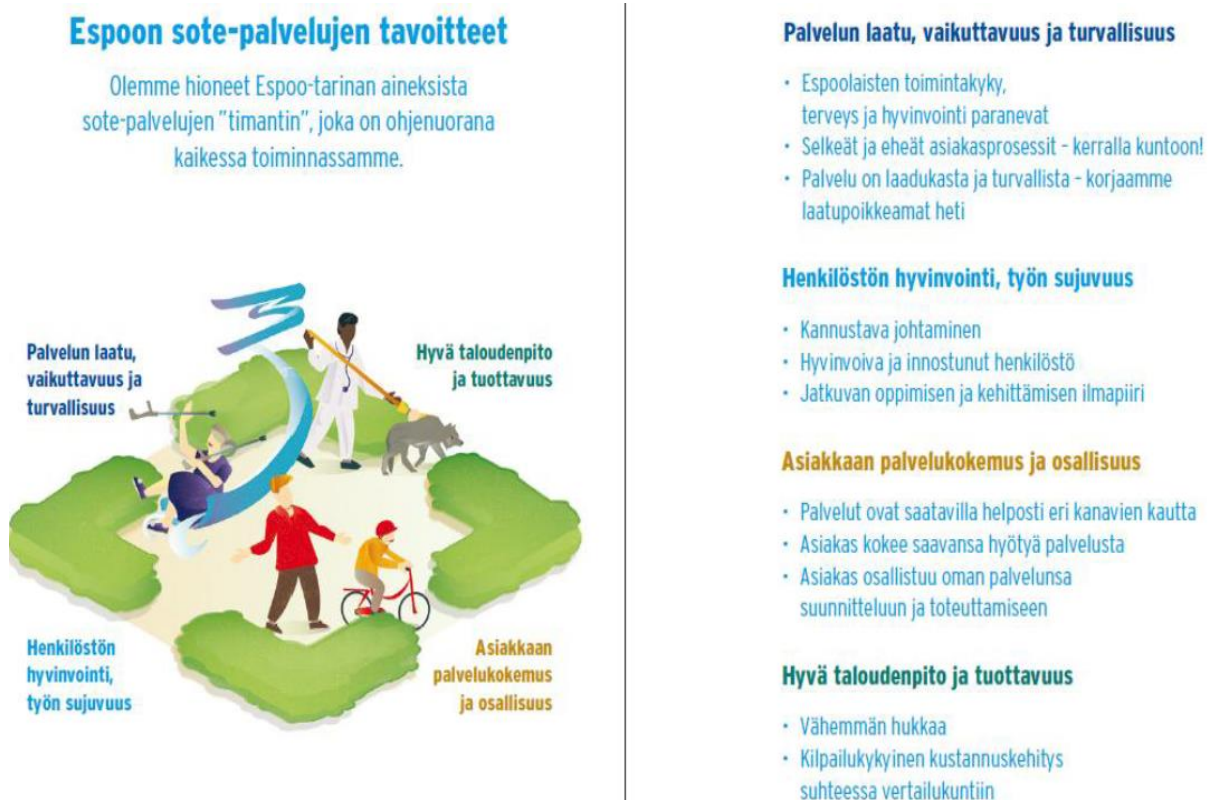 Espoon sote-palvelujen tavoitteet
Olemme hioneet Espoo-tarinan aineksista
sote-palvelujen "timantin", joka on ohjenuorana
kaikessa toiminnassamme.
Palvelun laatu,
vaikuttavuus ja
turvallisuus
Hyvä taloudenpito
ja tuottavuus
Henkilöstön
hyvinvointi,
työn sujuvuus
Asiakkaan
palvelukokemus
ja osallisuus
Palvelun laatu, vaikuttavuus ja turvallisuus
• Espoolaisten toimintakyky,
terveys ja hyvinvointi paranevat
• Selkeät ja eheät asiakasprosessit - kerralla kuntoon!
• Palvelu on laadukasta ja turvallista - korjaamme
laatupoikkeamat heti
Henkilöstön hyvinvointi, työn sujuvuus
• Kannustava johtaminen
• Hyvinvoiva ja innostunut henkilöstö
• Jatkuvan oppimisen ja kehittämisen ilmapiiri
Asiakkaan palvelukokemus ja osallisuus
• Palvelut ovat saatavilla helposti eri kanavien kautta
• Asiakas kokee saavansa hyötyä palvelusta
• Asiakas osallistuu oman palvelunsa
suunnitteluun ja toteuttamiseen
Hyvä taloudenpito ja tuottavuus
• Vähemmän hukkaa
• Kilpailukykyinen kustannuskehitys
suhteessa vertailukuntiin